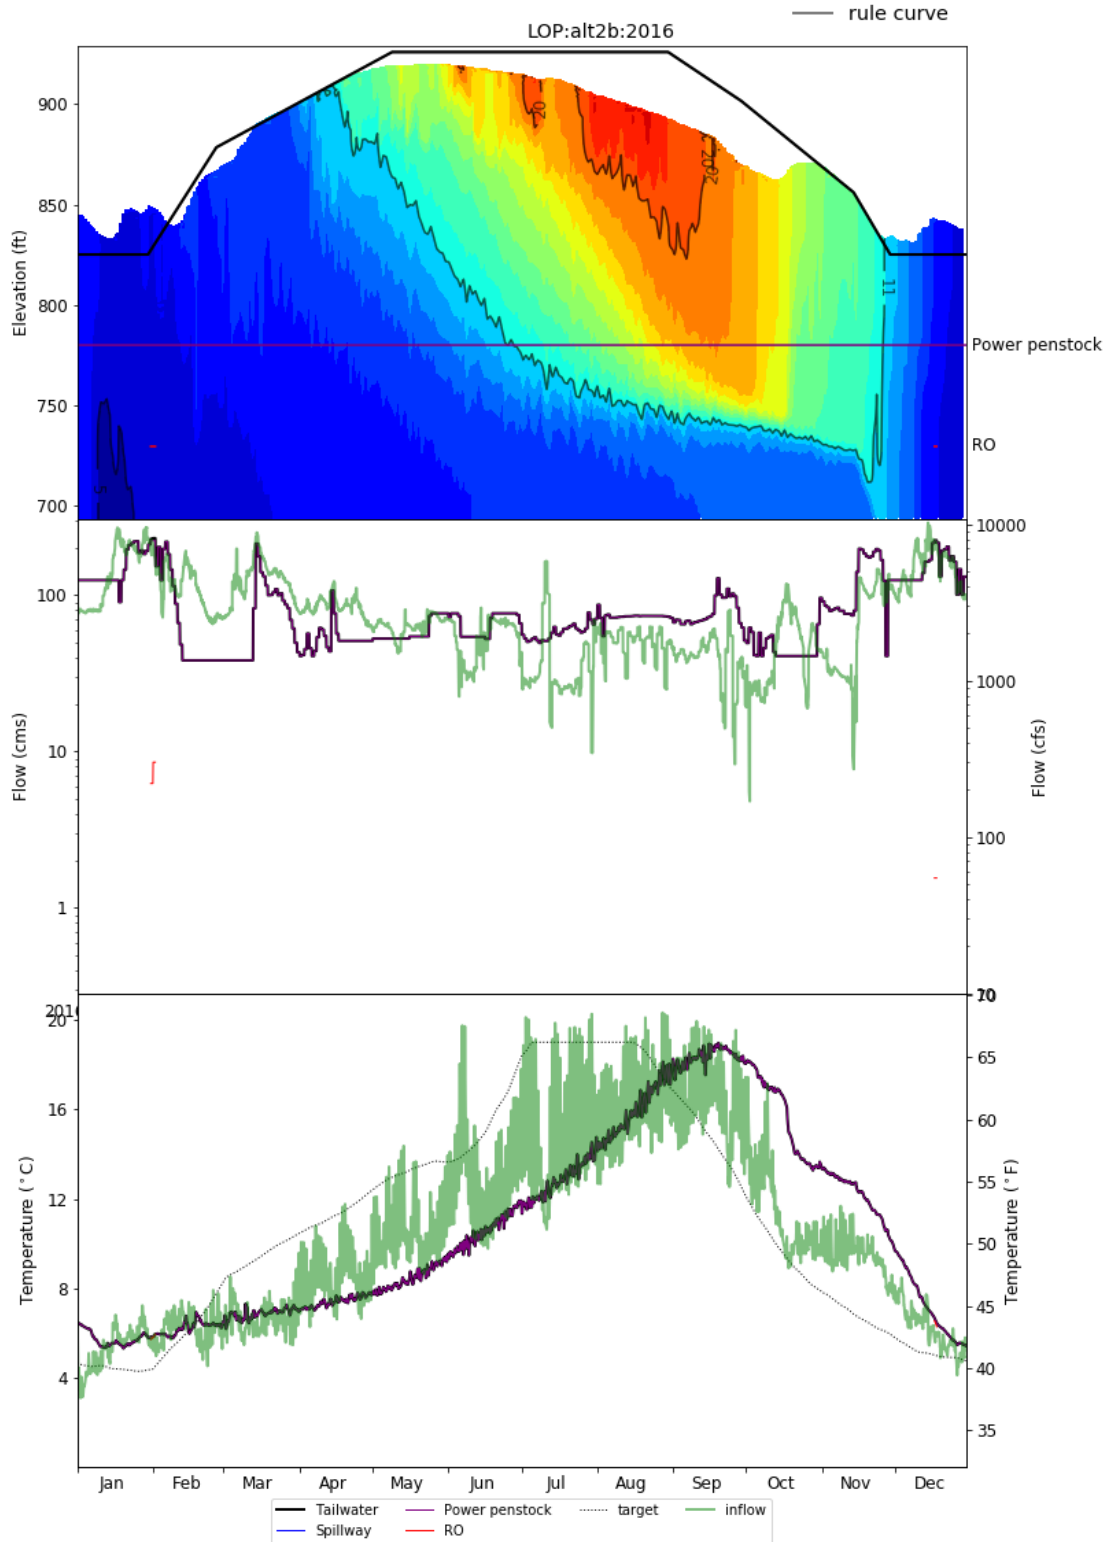 rule curve
LOP:alt2b:2016
900
850
800
750
700
Elevation (ft)
20
20
20
11
5
Power penstock
RO
100
10
1
Flow (cms)
10000
1000
100
Flow (cfs)
2016
20
16
12
8
4
Temperature (°C)
70
65
60
55
50
45
40
35
Temperature (°F)
Jan Feb Mar Apr May Jun Jul Aug Sep Oct Nov Dec
Tailwater Power penstock target inflow
Spillway RO